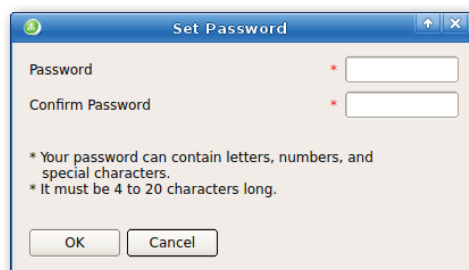 Set Password
Password *
Confirm Password *
* Your password can contain letters, numbers, and
special characters.
* It must be 4 to 20 characters long.
OK Cancel